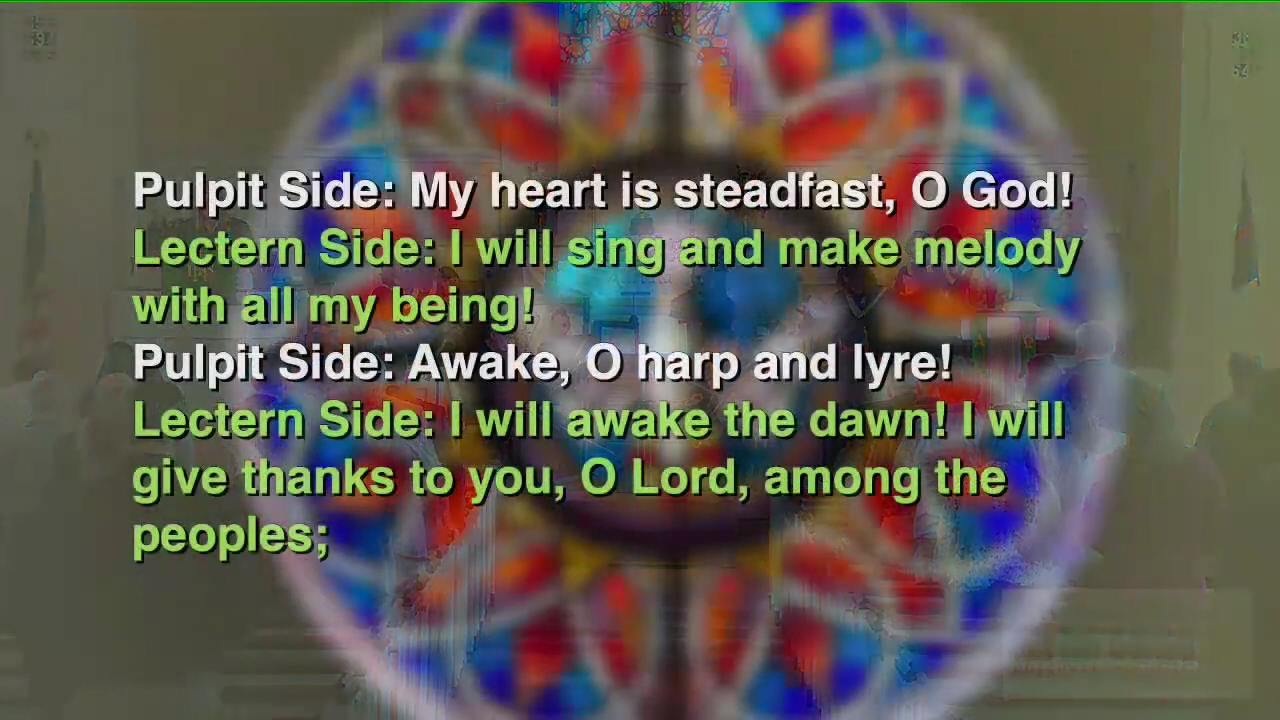 Pulpit Side: My heart is steadfast, O God!
Lectern Side: I will sing and make melody
with all my being!
Pulpit Side: Awake, O harp and lyre!
Lectern Side: I will awake the dawn! I will
give thanks to you, O Lord, among the
peoples;